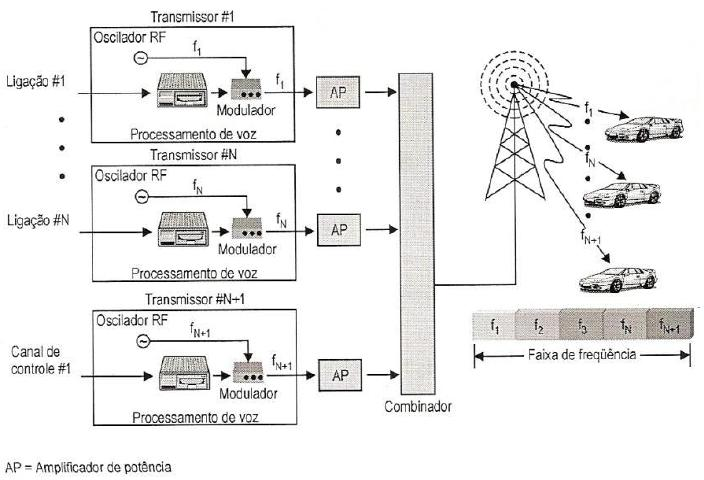 Transmissor #1
Oscilador RF
f1
Ligação #1
f1
Modulador
Processamento de voz
AP
Transmissor #N
Oscilador RF
fN
Ligação #N
fN
Modulador
Processamento de voz
AP
Transmissor #N+1
Oscilador RF
fN+1
Canal de
controle #1
fN+1
Modulador
Processamento de voz
AP
Combinador
f1
fN
fN+1
f1 f2 f3 fN fN+1
Faixa de freqüência
AP = Amplificador de potência